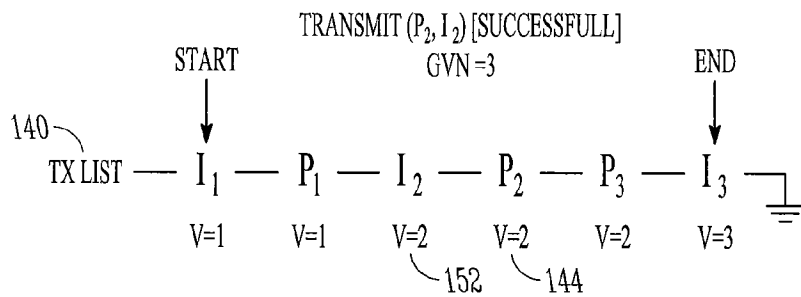 TRANSMIT (P2, I2) [SUCCESSFULL]
START GVN =3 END
140
TX LIST I1 P1 I2 P2 P3 I3
V=1 V=1 V=2 V=2 V=2 V=3
152 144